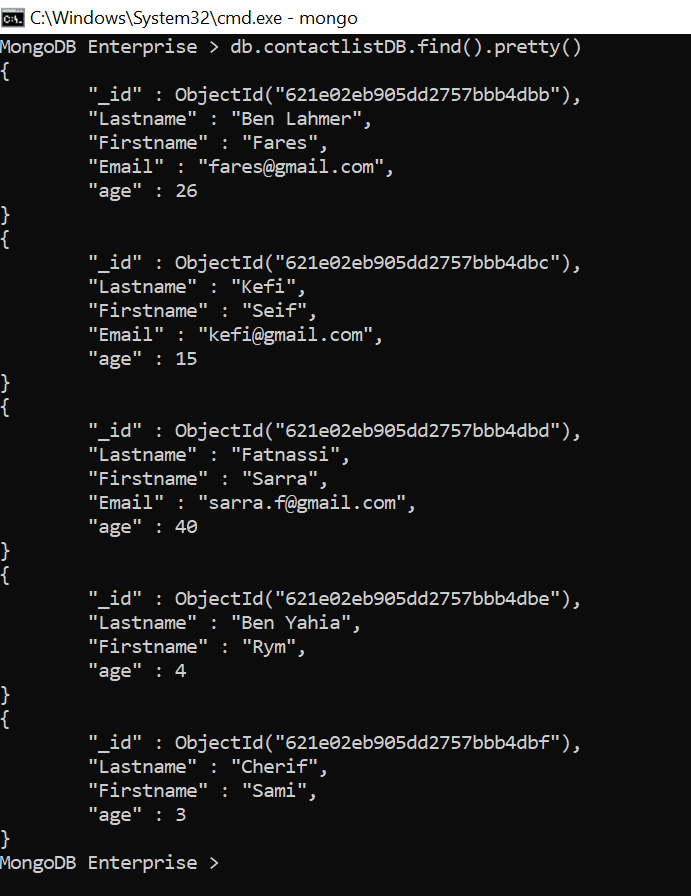 C:\Windows\System32\cmd.exe - mongo
MongoDB Enterprise > db.contactlistDB.find().pretty()
{
"_id" : ObjectId("621e02eb905dd2757bbb4dbb"),
"Lastname" : "Ben Lahmer",
"Firstname" : "Fares",
"Email" : "fares@gmail.com",
"age" : 26
}
{
"_id" : ObjectId("621e02eb905dd2757bbb4dbc"),
"Lastname" : "Kefi",
"Firstname" : "Seif",
"Email" : "kefi@gmail.com",
"age" : 15
}
{
"_id" : ObjectId("621e02eb905dd2757bbb4dbd"),
"Lastname" : "Fatnassi",
"Firstname" : "Sarra",
"Email" : "sarra.f@gmail.com",
"age" : 40
}
{
"_id" : ObjectId("621e02eb905dd2757bbb4dbe"),
"Lastname" : "Ben Yahia",
"Firstname" : "Rym",
"age" : 4
}
{
"_id" : ObjectId("621e02eb905dd2757bbb4dbf"),
"Lastname" : "Cherif",
"Firstname" : "Sami",
"age" : 3
}
MongoDB Enterprise >